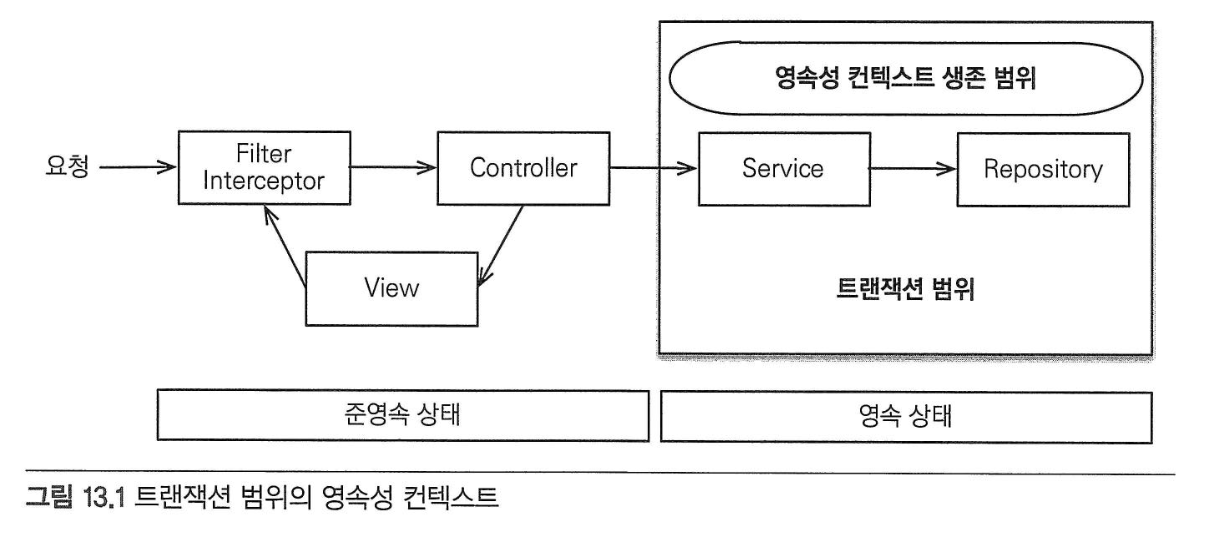 영속성 컨텍스트 생존 범위
요청
Filter
Interceptor
Controller
Service
Repository
View
트랜잭션 범위
준영속 상태
영속 상태
그림 13.1 트랜잭션 범위의 영속성 컨텍스트